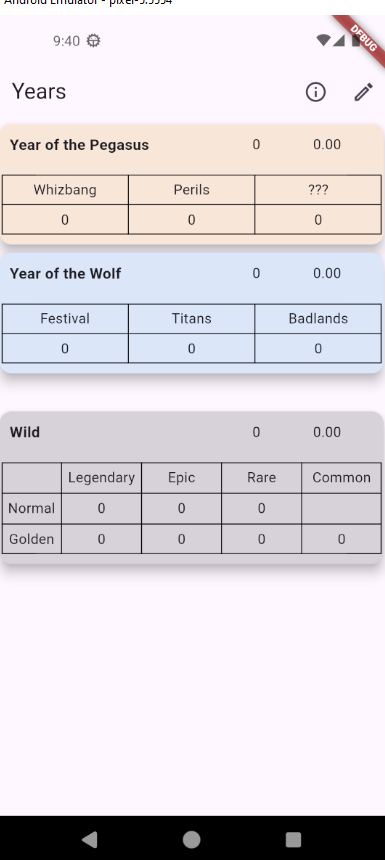 Android Emulator - pixel-5:5554
9:40
DEBUG
Years
Year of the Pegasus 0 0.00
Whizbang Perils ???
0 0 0
Year of the Wolf 0 0.00
Festival Titans Badlands
0 0 0
Wild 0 0.00
Legendary Epic Rare Common
Normal 0 0 0
Golden 0 0 0 0